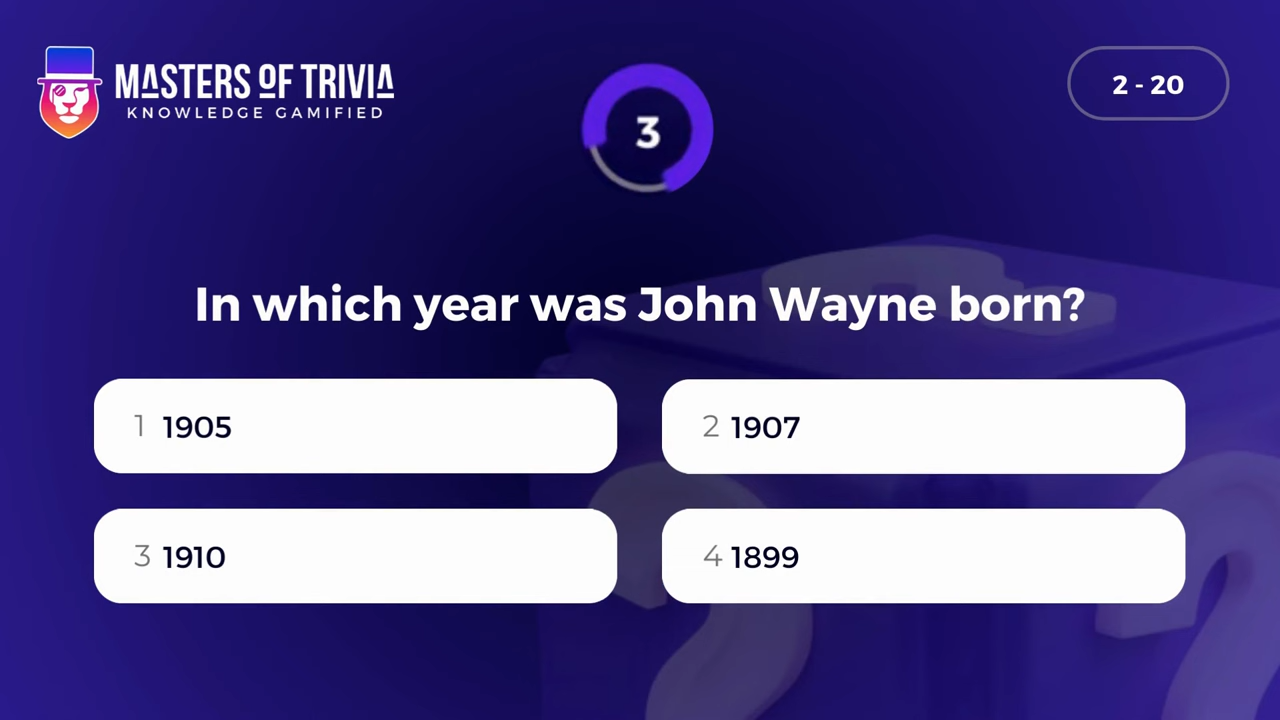 MASTERS OF TRIVIA
KNOWLEDGE GAMIFIED
3
2 - 20
In which year was John Wayne born?
1 1905
2 1907
3 1910
4 1899